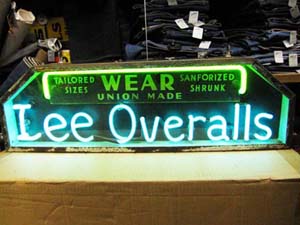 TAILORED SIZES WEAR SANFORIZED SHRUNK
UNION MADE
Lee Overalls